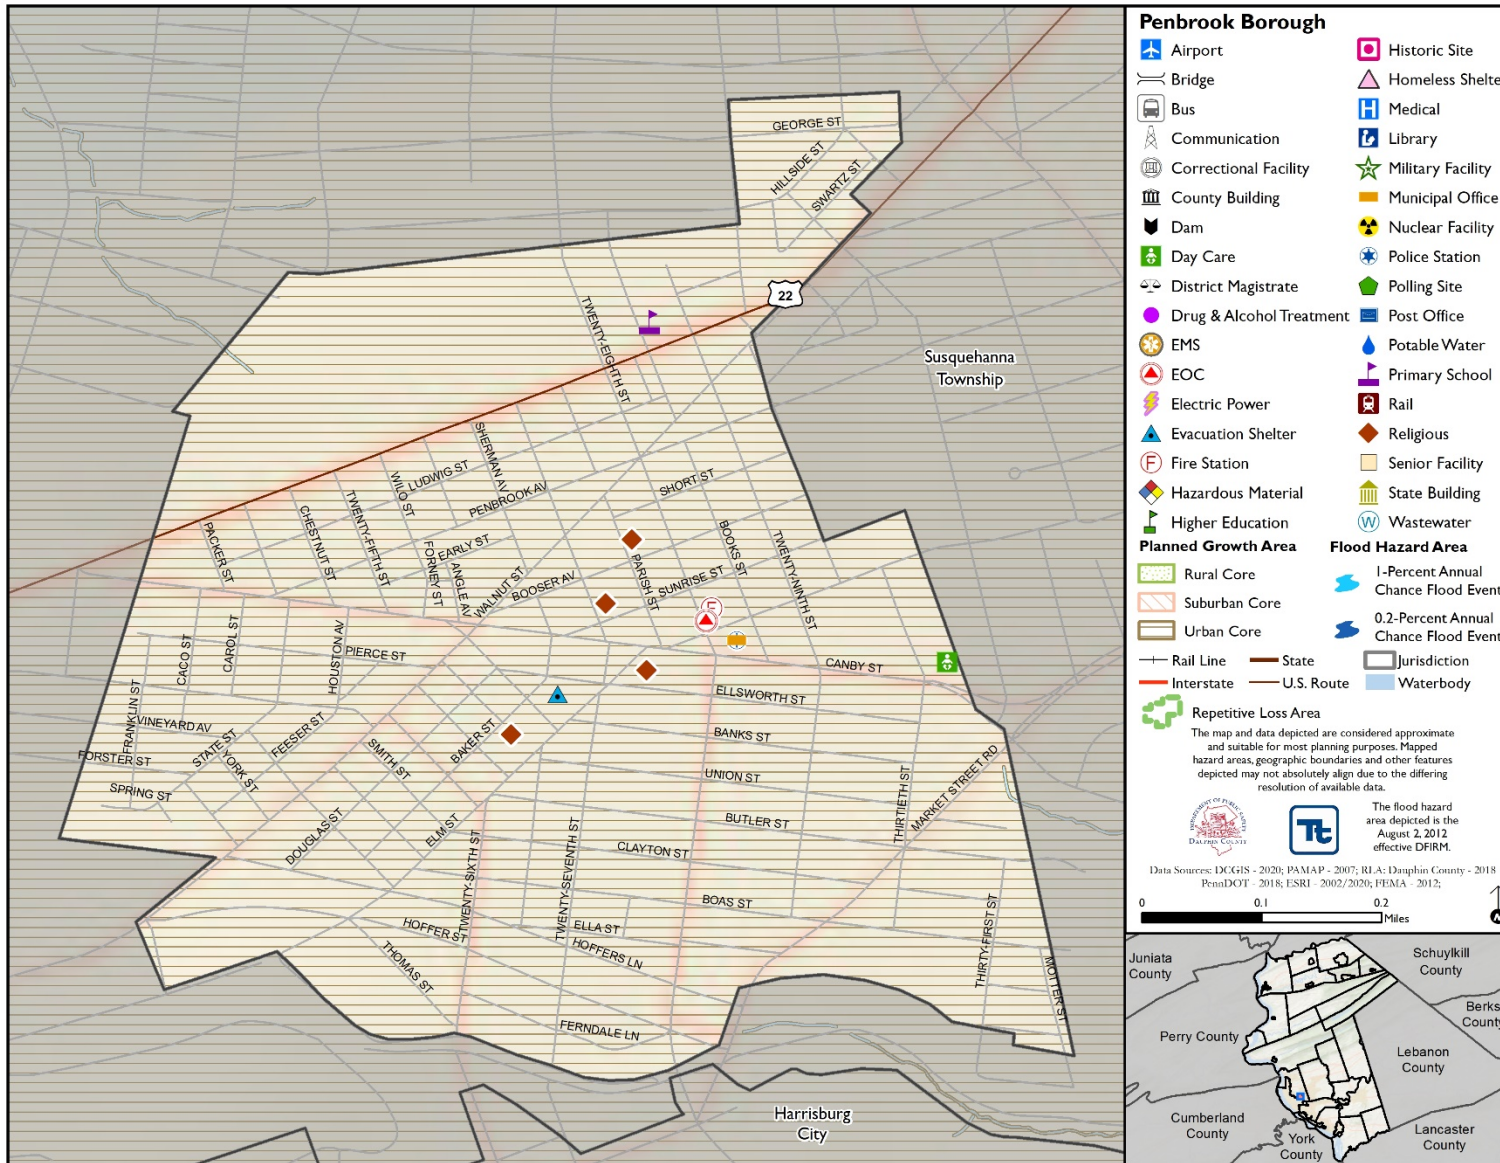 GEORGE ST
HILLSIDE ST
SWARTZ ST
22
TWENTY-EIGHTH ST
Susquehanna
Township
SHERMAN AV
LUDWIG ST
WILO ST
PENBROOK AV
SHORT ST
TWENTY-FIFTH ST
CHESTNUT ST
PACKER ST
EARLY ST
FORNEY ST
ANGLE AV
WALNUT ST
BOOSER AV
PARISH ST
SUNRISE ST
BOOKS ST
TWENTY-NINTH ST
F
CACO ST
CAROL ST
HOUSTON AV
PIERCE ST
CANBY ST
ELLSWORTH ST
FRANKLIN ST
VINEYARD AV
STATE ST
FEESER ST
BANKS ST
FORSTER ST
YORK ST
SMITH ST
BAKER ST
UNION ST
SPRING ST
THIRTIETH ST
MARKET STREET RD
DOUGLAS ST
ELM ST
BUTLER ST
CLAYTON ST
TWENTY-SIXTH ST
TWENTY-SEVENTH ST
BOAS ST
HOFFER ST
ELLA ST
HOFFERS LN
THOMAS ST
THIRTY-FIRST ST
MOTTER ST
FERNDALE LN
Harrisburg
City
Penbrook Borough
Airport
Bridge
Bus
Communication
Correctional Facility
County Building
Dam
Day Care
District Magistrate
Drug & Alcohol Treatment
EMS
EOC
Electric Power
Evacuation Shelter
F Fire Station
Hazardous Material
Higher Education
Historic Site
Homeless Shelte
H Medical
Library
Military Facility
Municipal Office
Nuclear Facility
Police Station
Polling Site
Post Office
Potable Water
Primary School
Rail
Religious
Senior Facility
State Building
W Wastewater
Planned Growth Area
Rural Core
Suburban Core
Urban Core
Flood Hazard Area
1-Percent Annual
Chance Flood Event
0.2-Percent Annual
Chance Flood Event
Rail Line
State
Jurisdiction
Interstate
U.S. Route
Waterbody
Repetitive Loss Area
The map and data depicted are considered approximate
and suitable for most planning purposes. Mapped
hazard areas, geographic boundaries and other features
depicted may not absolutely align due to the differing
resolution of available data.
DEPARTMENT OF PUBLIC SAFETY
DAUPHIN COUNTY
Tt
The flood hazard
area depicted is the
August 2, 2012
effective DFIRM.
Data Sources: DCGIS - 2020; PAMAP - 2007; RLA: Dauphin County - 2018
PennDOT - 2018; ESRI - 2002/2020; FEMA - 2012;
0 0.1 0.2
Miles
N
Juniata
County
Schuylkill
County
Berks
County
Perry County
Lebanon
County
Cumberland
County
York
County
Lancaster
County